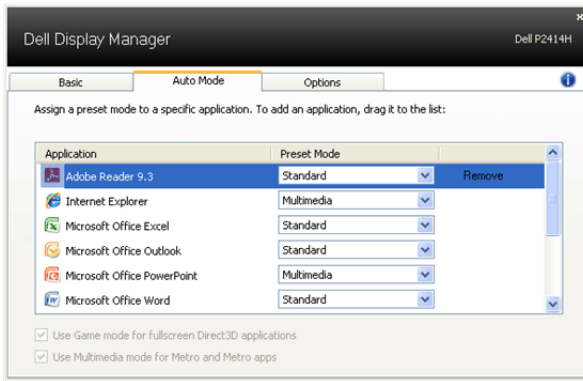 Dell Display Manager
Dell P2414H
Basic Auto Mode Options
Assign a preset mode to a specific application. To add an application, drag it to the list:
Application Preset Mode
Adobe Reader 9.3 Standard Remove
Internet Explorer Multimedia
Microsoft Office Excel Standard
Microsoft Office Outlook Standard
Microsoft Office PowerPoint Multimedia
Microsoft Office Word Standard
Use Game mode for fullscreen Direct3D applications
Use Multimedia mode for Metro and Metro apps